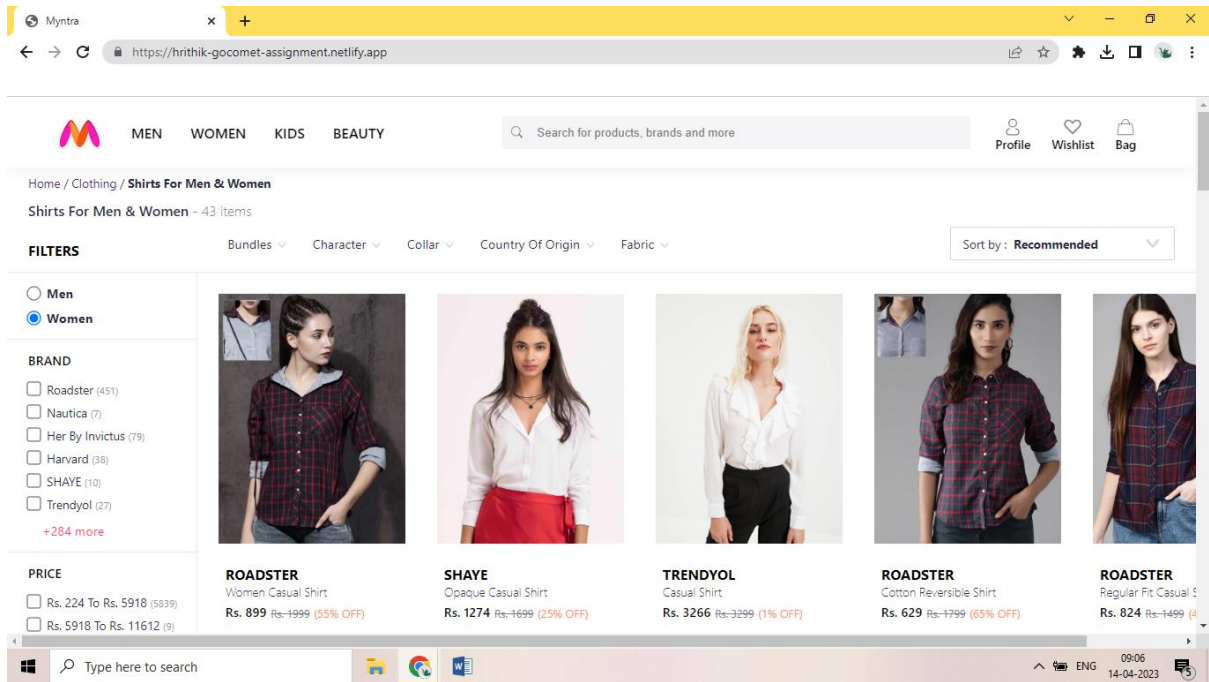 Myntra
https://hrithik-gocomet-assignment.netlify.app
MEN WOMEN KIDS BEAUTY
Search for products, brands and more
Profile Wishlist Bag
Home / Clothing / Shirts For Men & Women
Shirts For Men & Women - 43 items
FILTERS
Bundles Character Collar Country Of Origin Fabric
Sort by : Recommended
Men
Women
BRAND
Roadster (451)
Nautica (7)
Her By Invictus (79)
Harvard (38)
SHAYE (10)
Trendyol (27)
+284 more
PRICE
Rs. 224 To Rs. 5918 (5839)
Rs. 5918 To Rs. 11612 (9)
ROADSTER
Women Casual Shirt
Rs. 899 Rs. 1999 (55% OFF)
SHAYE
Opaque Casual Shirt
Rs. 1274 Rs. 1699 (25% OFF)
TRENDYOL
Casual Shirt
Rs. 3266 Rs. 3299 (1% OFF)
ROADSTER
Cotton Reversible Shirt
Rs. 629 Rs. 1799 (65% OFF)
ROADSTER
Regular Fit Casual S
Rs. 824 Rs. 1499 (4
Type here to search
ENG
09:06
14-04-2023
5